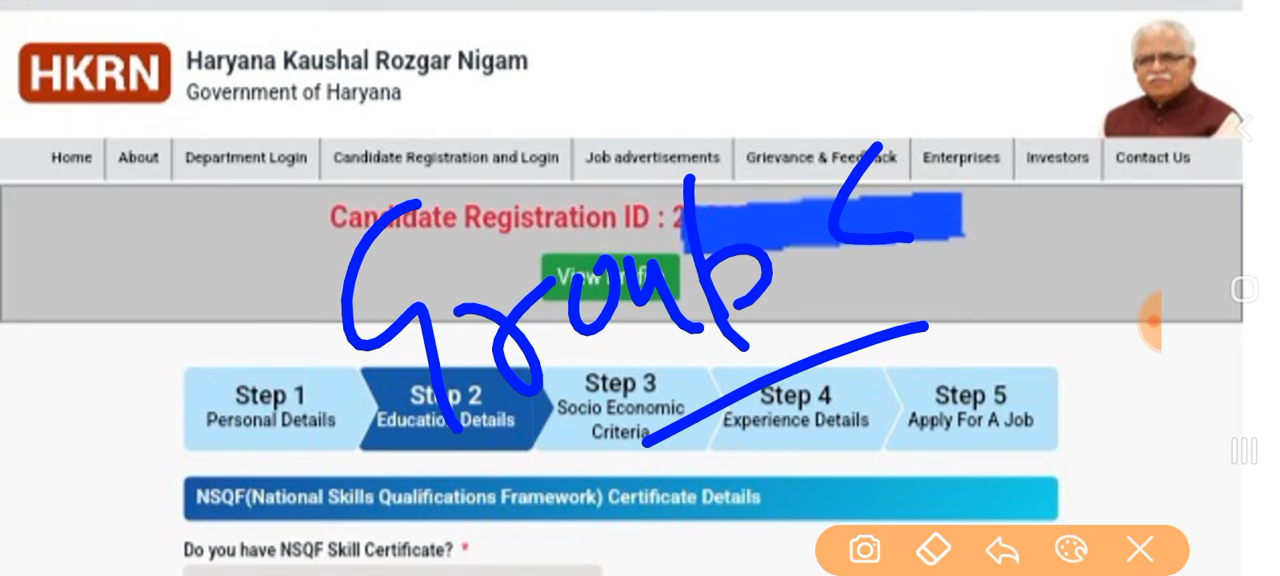 HKRN
Haryana Kaushal Rozgar Nigam
Government of Haryana
Home About Department Login Candidate Registration and Login Job advertisements Grievance & Feedback Enterprises Investors Contact Us
Candidate Registration ID : 2
View
Group C
Step 1 Step 2 Step 3 Step 4 Step 5
Personal Details Education Details Socio Economic Criteria Experience Details Apply For A Job
NSQF(National Skills Qualifications Framework) Certificate Details
Do you have NSQF Skill Certificate? *